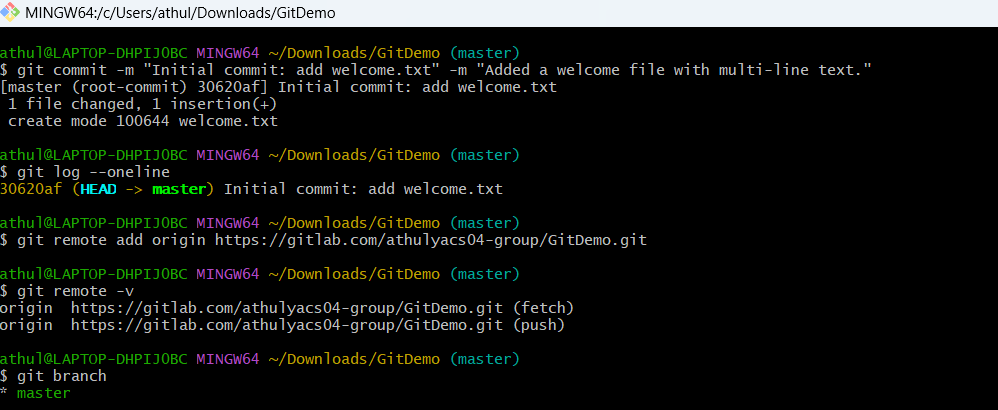 MINGW64:/c/Users/athul/Downloads/GitDemo
athul@LAPTOP-DHPIJ0BC MINGW64 ~/Downloads/GitDemo (master)
$ git commit -m "Initial commit: add welcome.txt" -m "Added a welcome file with multi-line text."
[master (root-commit) 30620af] Initial commit: add welcome.txt
 1 file changed, 1 insertion(+)
 create mode 100644 welcome.txt
athul@LAPTOP-DHPIJ0BC MINGW64 ~/Downloads/GitDemo (master)
$ git log --oneline
30620af (HEAD -> master) Initial commit: add welcome.txt
athul@LAPTOP-DHPIJ0BC MINGW64 ~/Downloads/GitDemo (master)
$ git remote add origin https://gitlab.com/athulyacs04-group/GitDemo.git
athul@LAPTOP-DHPIJ0BC MINGW64 ~/Downloads/GitDemo (master)
$ git remote -v
origin  https://gitlab.com/athulyacs04-group/GitDemo.git (fetch)
origin  https://gitlab.com/athulyacs04-group/GitDemo.git (push)
athul@LAPTOP-DHPIJ0BC MINGW64 ~/Downloads/GitDemo (master)
$ git branch
* master